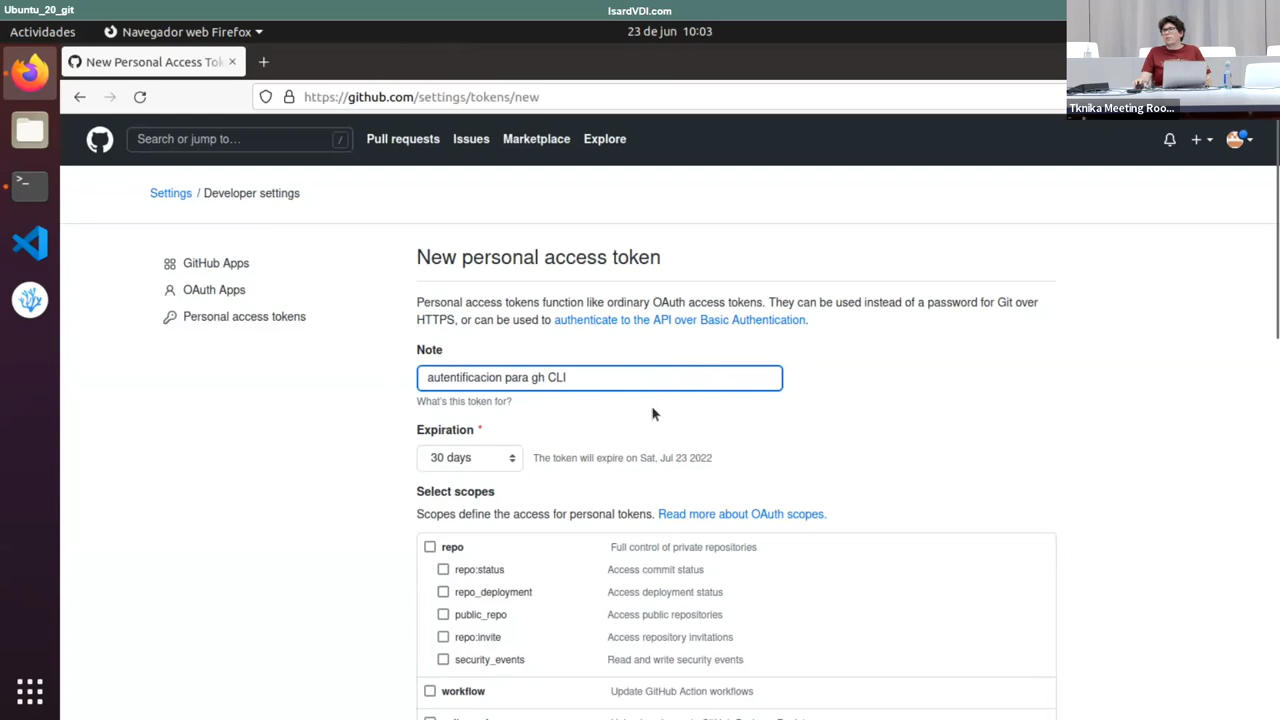 Ubuntu_20_git
IsardVDI.com
Actividades
Navegador web Firefox
23 de jun 10:03
New Personal Access Tok
https://github.com/settings/tokens/new
Tknika Meeting Roo...
Search or jump to…
/
Pull requests
Issues
Marketplace
Explore
Settings / Developer settings
GitHub Apps
OAuth Apps
Personal access tokens
New personal access token
Personal access tokens function like ordinary OAuth access tokens. They can be used instead of a password for Git over
HTTPS, or can be used to authenticate to the API over Basic Authentication.
Note
autentificacion para gh CLI
What's this token for?
Expiration *
30 days
The token will expire on Sat, Jul 23 2022
Select scopes
Scopes define the access for personal tokens. Read more about OAuth scopes.
repo Full control of private repositories
repo:status Access commit status
repo_deployment Access deployment status
public_repo Access public repositories
repo:invite Access repository invitations
security_events Read and write security events
workflow Update GitHub Action workflows